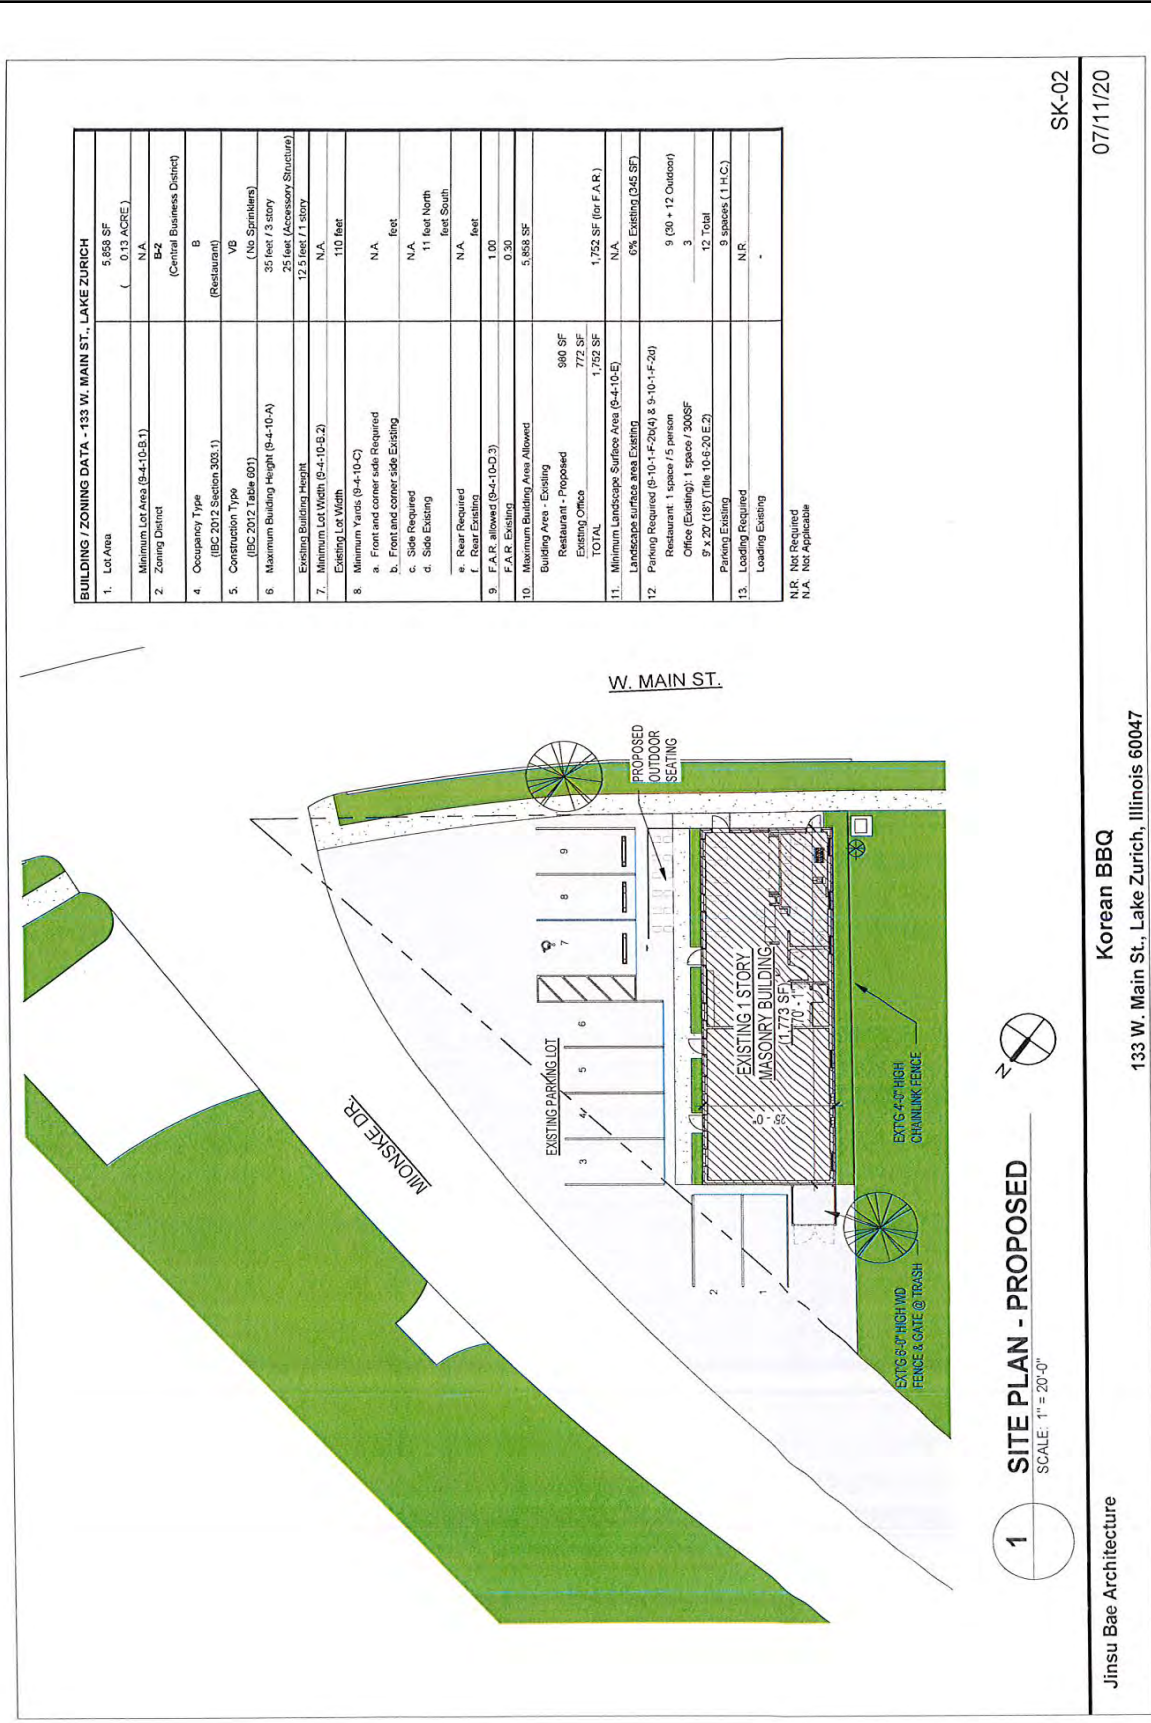 BUILDING / ZONING DATA - 133 W. MAIN ST., LAKE ZURICH
1. Lot Area 5,858 SF
( 0.13 ACRE )
Minimum Lot Area (9-4-10-B.1) N.A.
2. Zoning District B-2
(Central Business District)
4. Occupancy Type B
(IBC 2012 Section 303.1) (Restaurant)
5. Construction Type VB
(IBC 2012 Table 601) ( No Sprinklers)
6. Maximum Building Height (9-4-10-A) 35 feet / 3 story
25 feet (Accessory Structure)
Existing Building Height 12.5 feet / 1 story
7. Minimum Lot Width (9-4-10-B.2) N.A.
Existing Lot Width 110 feet
8. Minimum Yards (9-4-10-C)
a. Front and corner side Required N.A.
b. Front and corner side Existing feet
c. Side Required N.A.
d. Side Existing 11 feet North
feet South
e. Rear Required N.A.
f. Rear Existing feet
9. F.A.R. allowed (9-4-10-D.3) 1.00
F.A.R. Existing 0.30
10. Maximum Building Area Allowed 5,858 SF
Building Area - Existing
Restaurant - Proposed 980 SF
Existing Office 772 SF
TOTAL 1,752 SF 1,752 SF (for F.A.R.)
11. Minimum Landscape Surface Area (9-4-10-E) N.A.
Landscape surface area Existing 6% Existing (345 SF)
12. Parking Required (9-10-1-F-2b(4) & 9-10-1-F-2d)
Restaurant: 1 space / 5 person 9 (30 + 12 Outdoor)
Office (Existing): 1 space / 300SF 3
9' x 20' (18') (Title 10-6-20 E.2) 12 Total
Parking Existing 9 spaces ( 1 H.C.)
13. Loading Required N.R.
Loading Existing -
N.R. Not Required
N.A. Not Applicable
W. MAIN ST.
PROPOSED
OUTDOOR
SEATING
MIONSKE DR.
EXISTING PARKING LOT
1
2
3
4
5
6
7
8
9
EXISTING 1 STORY
MASONRY BUILDING
(1,773 SF)
70' - 1"
25' - 0"
EXT'G 4'-0" HIGH
CHAINLINK FENCE
EXT'G 6'-0" HIGH WD
FENCE & GATE @ TRASH
N
1
SITE PLAN - PROPOSED
SCALE: 1" = 20'-0"
SK-02
Jinsu Bae Architecture
Korean BBQ
07/11/20
133 W. Main St., Lake Zurich, Illinois 60047